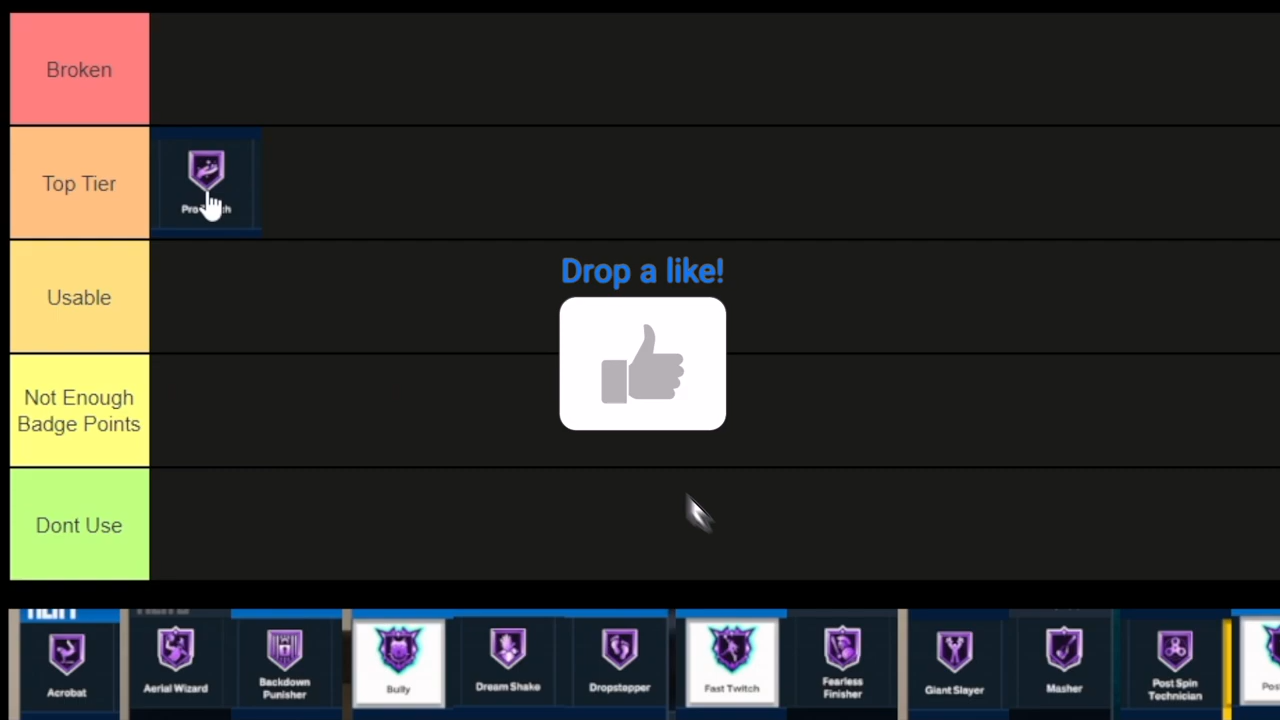 Broken
Top Tier
Usable
Not Enough
Badge Points
Dont Use
Drop a like!
Acrobat
Aerial Wizard
Backdown
Punisher
Bully
Dream Shake
Dropstepper
Fast Twitch
Fearless
Finisher
Giant Slayer
Masher
Post Spin
Technician